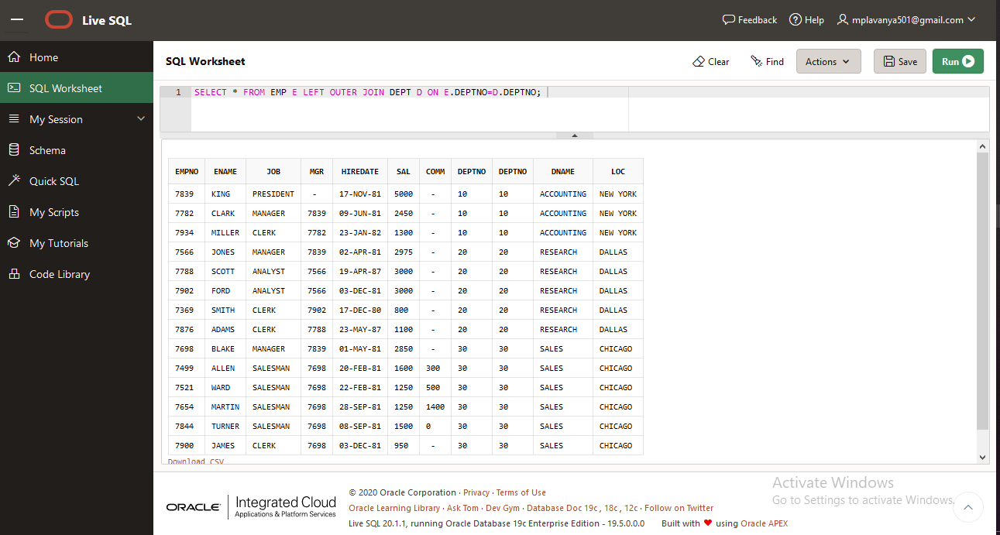 Live SQL
Feedback Help mplavanya501@gmail.com
Home
SQL Worksheet
My Session
Schema
Quick SQL
My Scripts
My Tutorials
Code Library
SQL Worksheet
Clear Find Actions Save Run
1 SELECT * FROM EMP E LEFT OUTER JOIN DEPT D ON E.DEPTNO=D.DEPTNO;
EMPNO ENAME JOB MGR HIREDATE SAL COMM DEPTNO DEPTNO DNAME LOC
7839 KING PRESIDENT - 17-NOV-81 5000 - 10 10 ACCOUNTING NEW YORK
7782 CLARK MANAGER 7839 09-JUN-81 2450 - 10 10 ACCOUNTING NEW YORK
7934 MILLER CLERK 7782 23-JAN-82 1300 - 10 10 ACCOUNTING NEW YORK
7566 JONES MANAGER 7839 02-APR-81 2975 - 20 20 RESEARCH DALLAS
7788 SCOTT ANALYST 7566 19-APR-87 3000 - 20 20 RESEARCH DALLAS
7902 FORD ANALYST 7566 03-DEC-81 3000 - 20 20 RESEARCH DALLAS
7369 SMITH CLERK 7902 17-DEC-80 800 - 20 20 RESEARCH DALLAS
7876 ADAMS CLERK 7788 23-MAY-87 1100 - 20 20 RESEARCH DALLAS
7698 BLAKE MANAGER 7839 01-MAY-81 2850 - 30 30 SALES CHICAGO
7499 ALLEN SALESMAN 7698 20-FEB-81 1600 300 30 30 SALES CHICAGO
7521 WARD SALESMAN 7698 22-FEB-81 1250 500 30 30 SALES CHICAGO
7654 MARTIN SALESMAN 7698 28-SEP-81 1250 1400 30 30 SALES CHICAGO
7844 TURNER SALESMAN 7698 08-SEP-81 1500 0 30 30 SALES CHICAGO
7900 JAMES CLERK 7698 03-DEC-81 950 - 30 30 SALES CHICAGO
Download CSV
ORACLE Integrated Cloud
Applications & Platform Services
© 2020 Oracle Corporation · Privacy · Terms of Use
Oracle Learning Library · Ask Tom · Dev Gym · Database Doc 19c, 18c, 12c · Follow on Twitter
Live SQL 20.1.1, running Oracle Database 19c Enterprise Edition - 19.5.0.0.0 Built with ♥ using Oracle APEX
Activate Windows
Go to Settings to activate Windows.